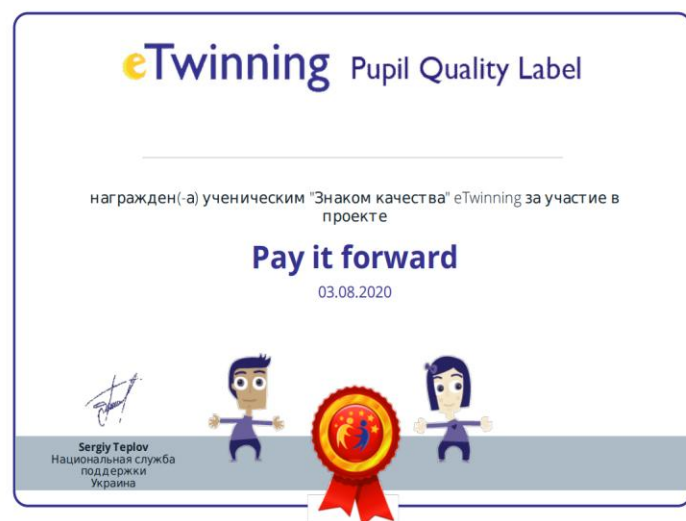 eTwinning Pupil Quality Label
награжден(-а) ученическим "Знаком качества" eTwinning за участие в
проекте
Pay it forward
03.08.2020
Sergiy Teplov
Национальная служба
поддержки
Украина